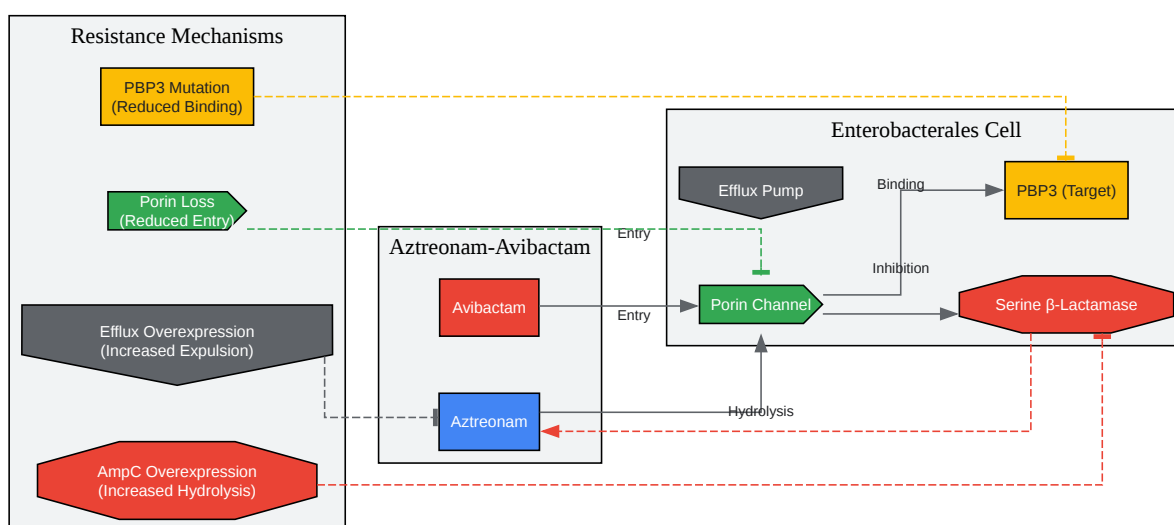 Resistance Mechanisms
PBP3 Mutation
(Reduced Binding)
Porin Loss
(Reduced Entry)
Efflux Overexpression
(Increased Expulsion)
AmpC Overexpression
(Increased Hydrolysis)
Aztreonam-Avibactam
Avibactam
Aztreonam
Entry
Entry
Hydrolysis
Enterobacterales Cell
Efflux Pump
Binding
PBP3 (Target)
Inhibition
Porin Channel
Serine β-Lactamase